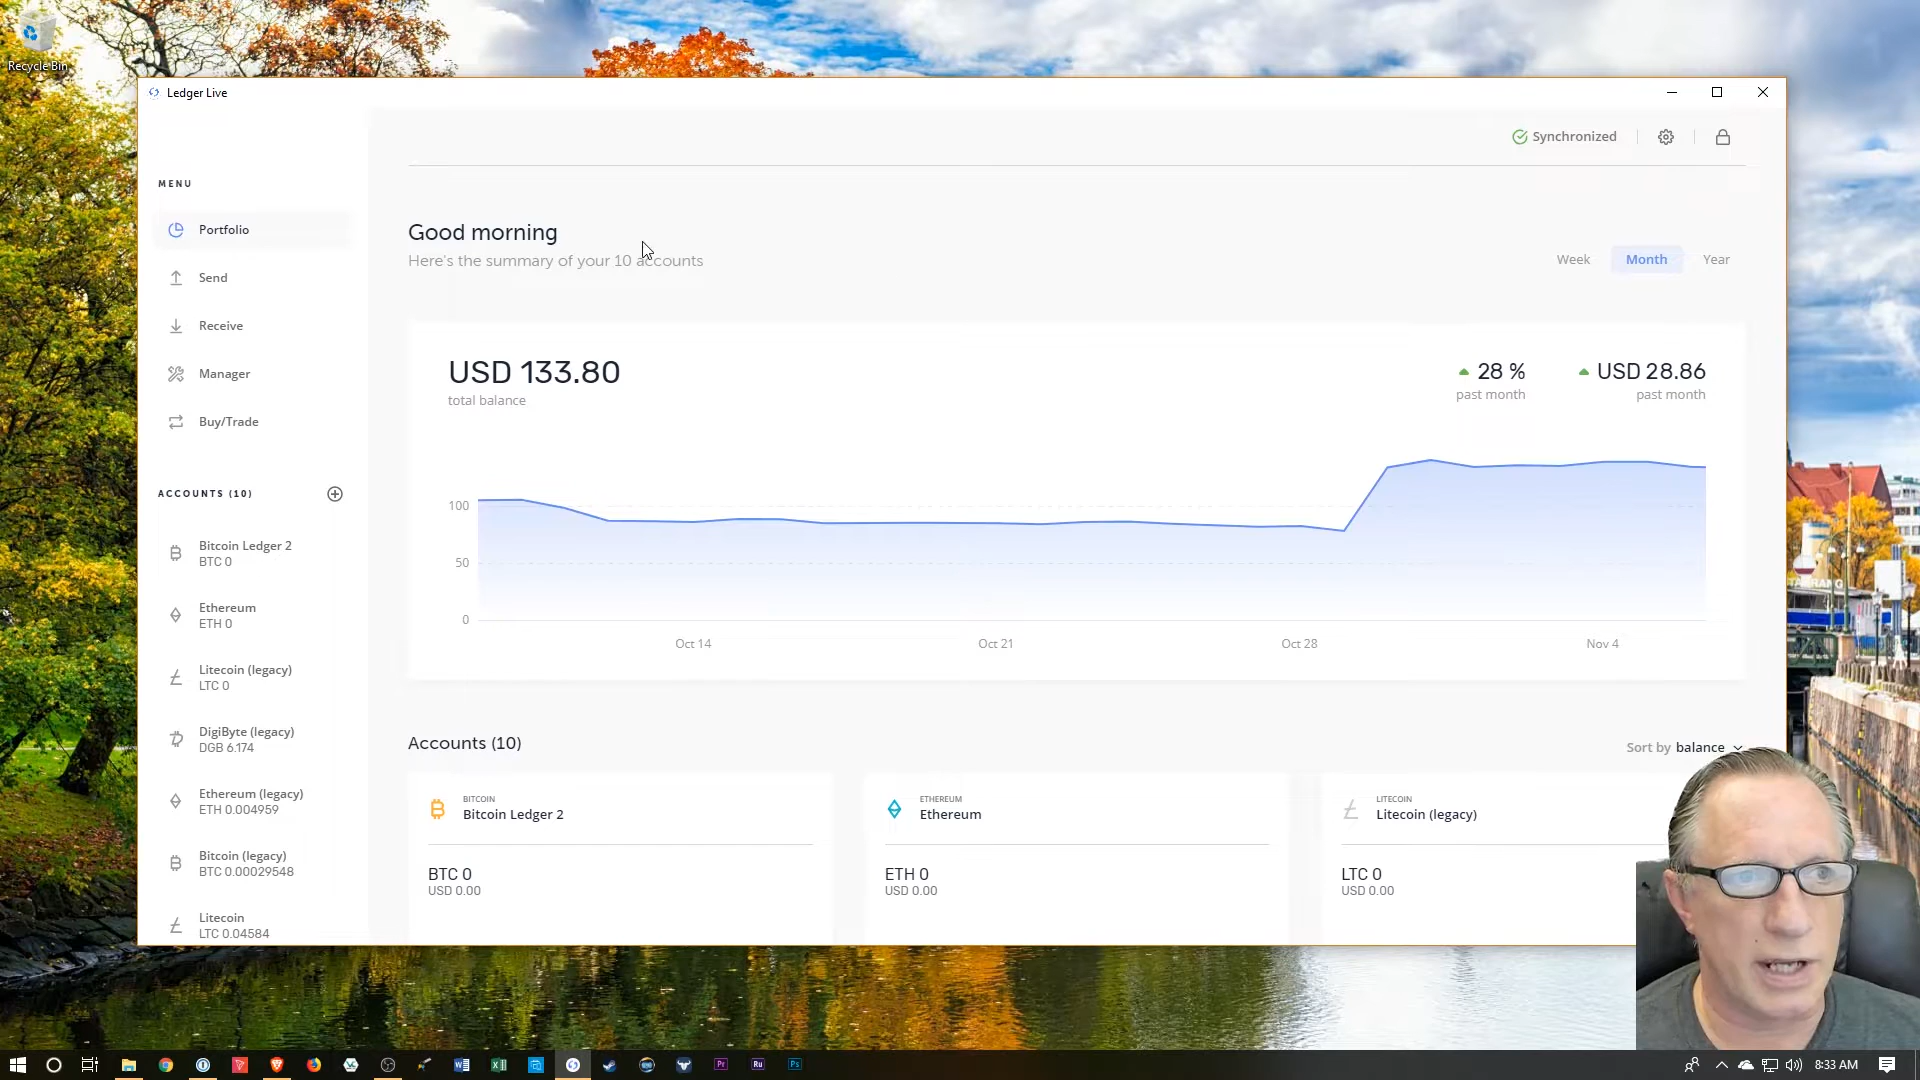 Recycle Bin
Ledger Live
Synchronized
MENU
Portfolio
Send
Receive
Manager
Buy/Trade
ACCOUNTS (10)
Bitcoin Ledger 2
BTC 0
Ethereum
ETH 0
Litecoin (legacy)
LTC 0
DigiByte (legacy)
DGB 6.174
Ethereum (legacy)
ETH 0.004959
Bitcoin (legacy)
BTC 0.00029548
Litecoin
LTC 0.04584
Good morning
Here's the summary of your 10 accounts
Week Month Year
USD 133.80
total balance
28 %
past month
USD 28.86
past month
100
50
0
Oct 14 Oct 21 Oct 28 Nov 4
Accounts (10)
Sort by balance
BITCOIN
Bitcoin Ledger 2
BTC 0
USD 0.00
ETHEREUM
Ethereum
ETH 0
USD 0.00
LITECOIN
Litecoin (legacy)
LTC 0
USD 0.00
Pr
Ru
Ps
8:33 AM